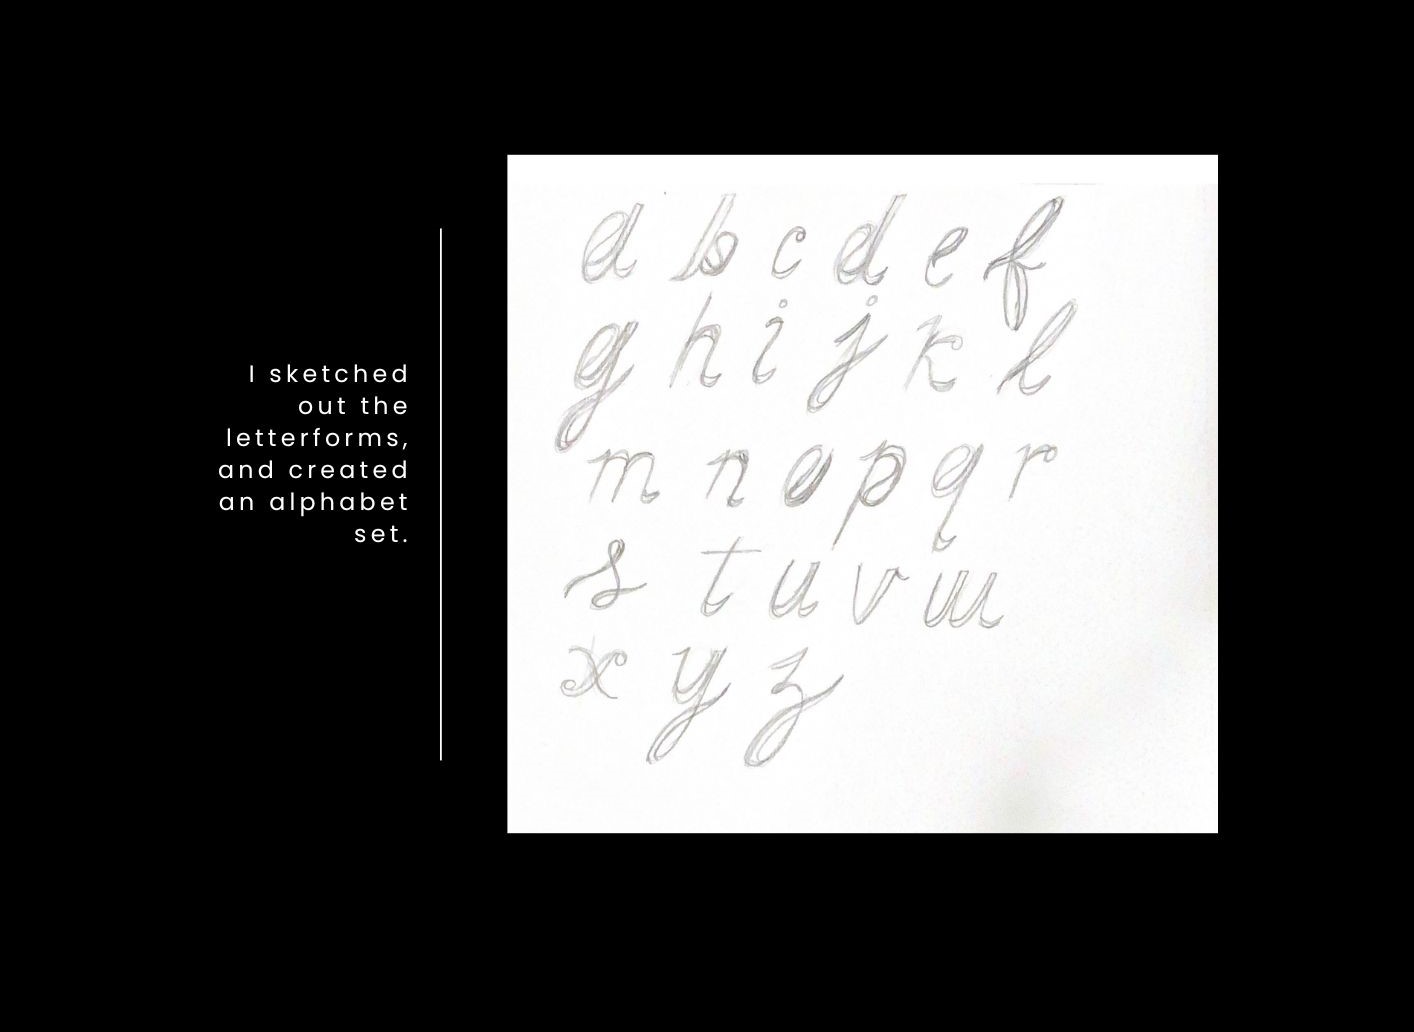 I sketched
out the
letterforms,
and created
an alphabet
set.
a b c d e f
g h i j k l
m n o p q r
s t u v w
x y z